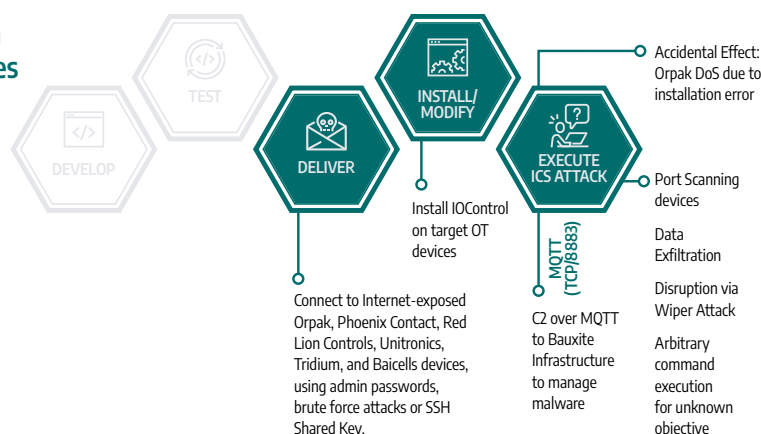 es
DEVELOP
</>
TEST
</>
DELIVER
INSTALL/
MODIFY
?
EXECUTE
ICS ATTACK
Accidental Effect:
Orpak DoS due to
installation error
Port Scanning
devices
Data
Exfiltration
Disruption via
Wiper Attack
Arbitrary
command
execution
for unknown
objective
Install IOControl
on target OT
devices
MQTT
(TCP/8883)
C2 over MQTT
to Bauxite
Infrastructure
to manage
malware
Connect to Internet-exposed
Orpak, Phoenix Contact, Red
Lion Controls, Unitronics,
Tridium, and Baicells devices,
using admin passwords,
brute force attacks or SSH
Shared Key.